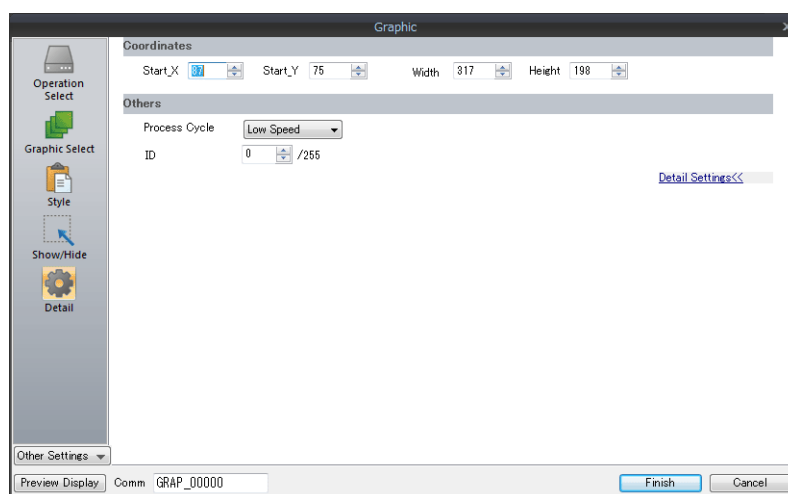 Graphic
Coordinates
Start_X 87 Start_Y 75 Width 317 Height 198
Operation
Select
Others
Process Cycle Low Speed
Graphic Select
ID 0 /255
Detail Settings<<
Style
Show/Hide
Detail
Other Settings
Preview Display Comm GRAP_00000 Finish Cancel